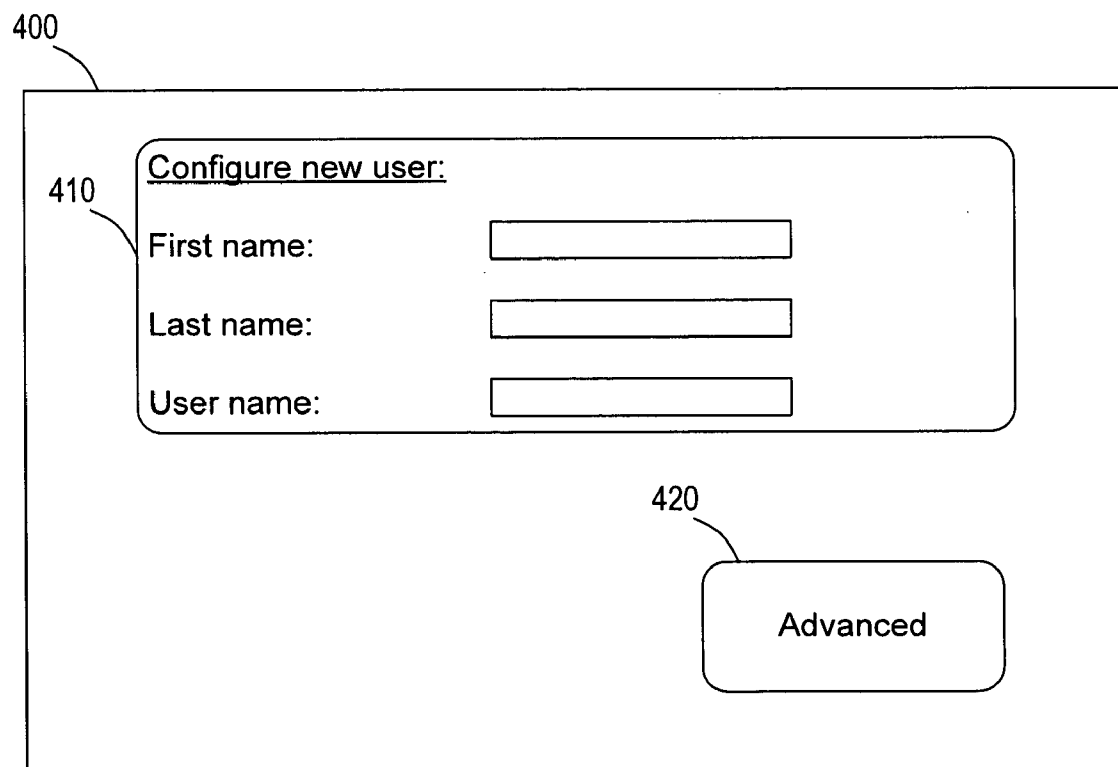 400
410
Configure new user:
First name:
Last name:
User name:
420
Advanced